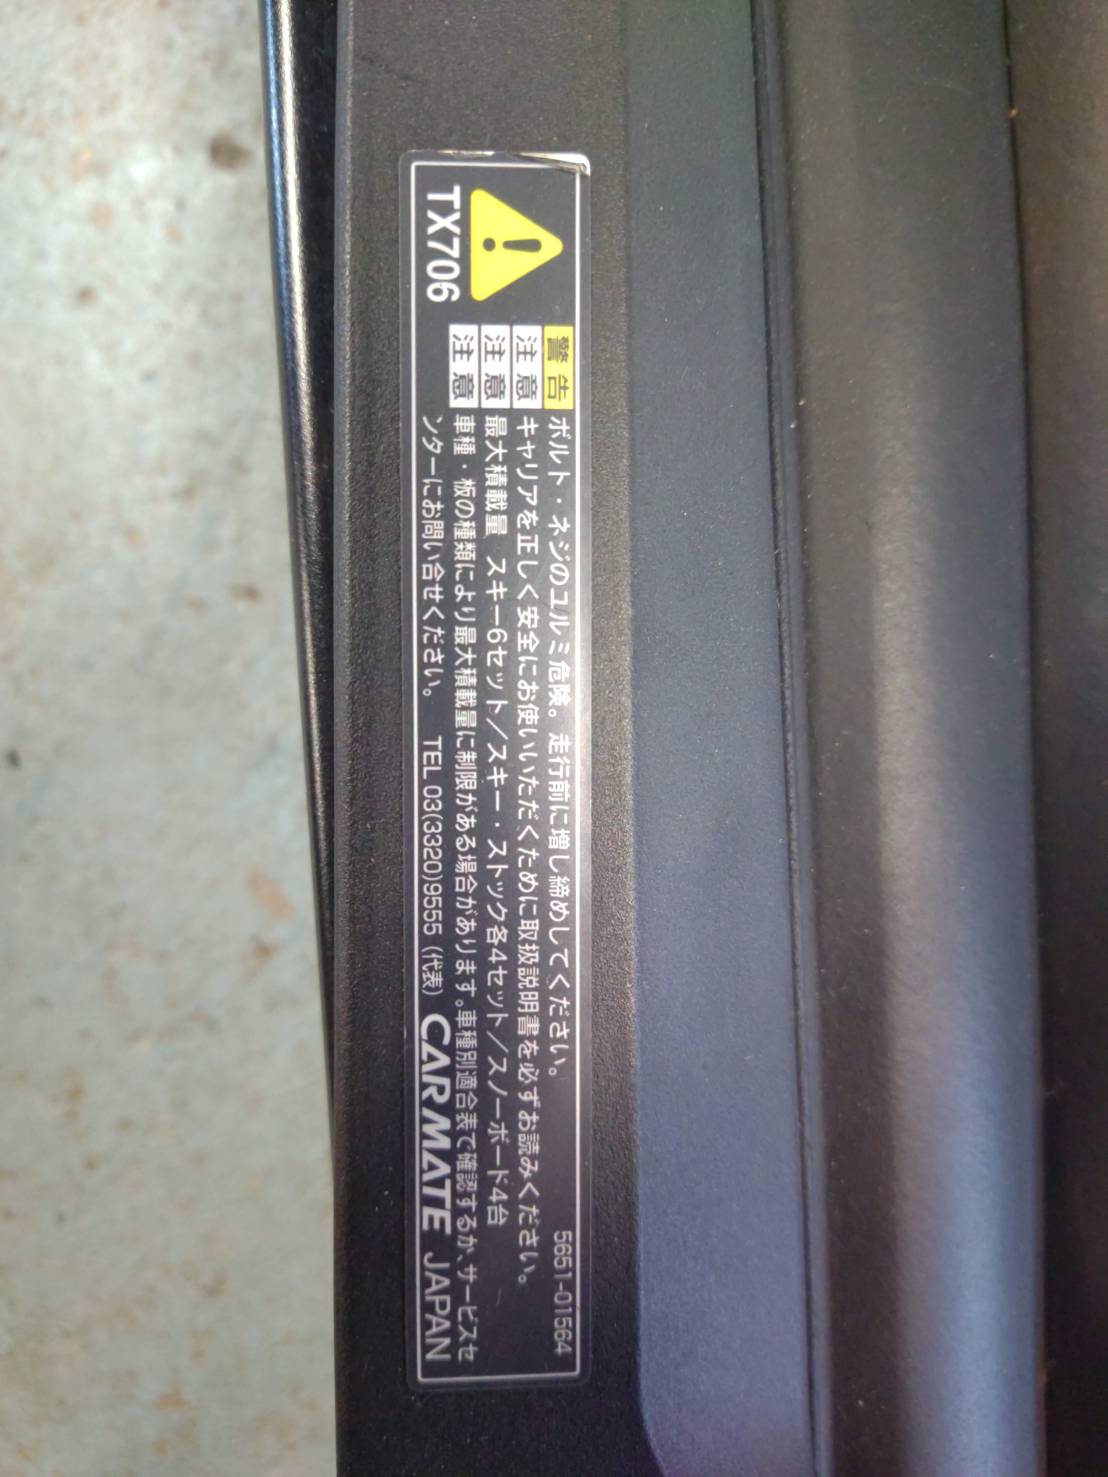 5651-01564
警告 ボルト・ネジのユルミ危険。走行前に増し締めしてください。
注意 キャリアを正しく安全にお使いいただくために取扱説明書を必ずお読みください。
注意 最大積載量 スキー6セット/スキー・ストック各4セット/スノーボード4台
注意 車種・板の種類により最大積載量に制限がある場合があります。車種別適合表で確認するか、サービスセ
ンターにお問い合せください。 TEL 03(3320)9555 (代表) CARMATE JAPAN
TX706